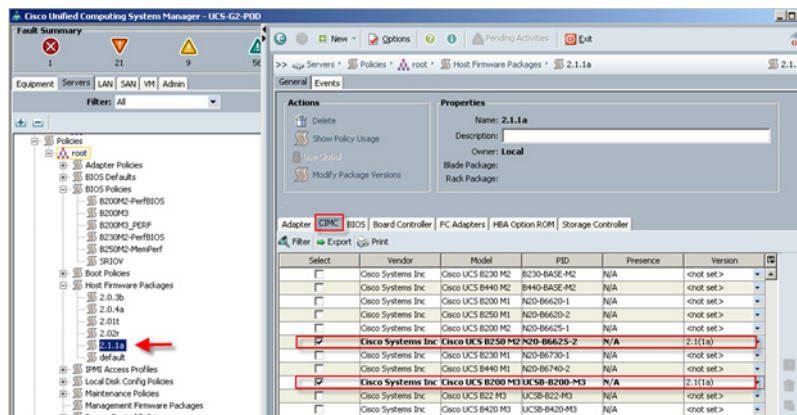 Cisco Unified Computing System Manager - UCS-G2-POD
Fault Summary
1 21 9 56
Equipment Servers LAN SAN VM Admin
Filter: All
Policies
root
Adapter Policies
BIOS Defaults
BIOS Policies
B200M2-PerfBIOS
B200M3
B200M3_PERF
B230M2-PerfBIOS
B250M2-MemPerf
SRIOV
Boot Policies
Host Firmware Packages
2.0.3b
2.0.4a
2.01t
2.02r
2.1.1a
default
IPMI Access Profiles
Local Disk Config Policies
Maintenance Policies
Management Firmware Packages
New Options Pending Activities Exit
>> Servers Policies root Host Firmware Packages 2.1.1a 2.1.
General Events
Actions
Delete
Show Policy Usage
Use Global
Modify Package Versions
Properties
Name: 2.1.1a
Description:
Owner: Local
Blade Package:
Rack Package:
Adapter CIMC BIOS Board Controller FC Adapters HBA Option ROM Storage Controller
Filter Export Print
Select Vendor Model PID Presence Version
Cisco Systems Inc Cisco UCS B230 M2 B230-BASE-M2 N/A <not set>
Cisco Systems Inc Cisco UCS B440 M2 B440-BASE-M2 N/A <not set>
Cisco Systems Inc Cisco UCS B200 M1 N20-B6620-1 N/A <not set>
Cisco Systems Inc Cisco UCS B250 M1 N20-B6620-2 N/A <not set>
Cisco Systems Inc Cisco UCS B200 M2 N20-B6625-1 N/A <not set>
Cisco Systems Inc Cisco UCS B250 M2 N20-B6625-2 N/A 2.1(1a)
Cisco Systems Inc Cisco UCS B230 M1 N20-B6730-1 N/A <not set>
Cisco Systems Inc Cisco UCS B440 M1 N20-B6740-2 N/A <not set>
Cisco Systems Inc Cisco UCS B200 M3 UCSB-B200-M3 N/A 2.1(1a)
Cisco Systems Inc Cisco UCS B22 M3 UCSB-B22-M3 N/A <not set>
Cisco Systems Inc Cisco UCS B420 M3 UCSB-B420-M3 N/A <not set>